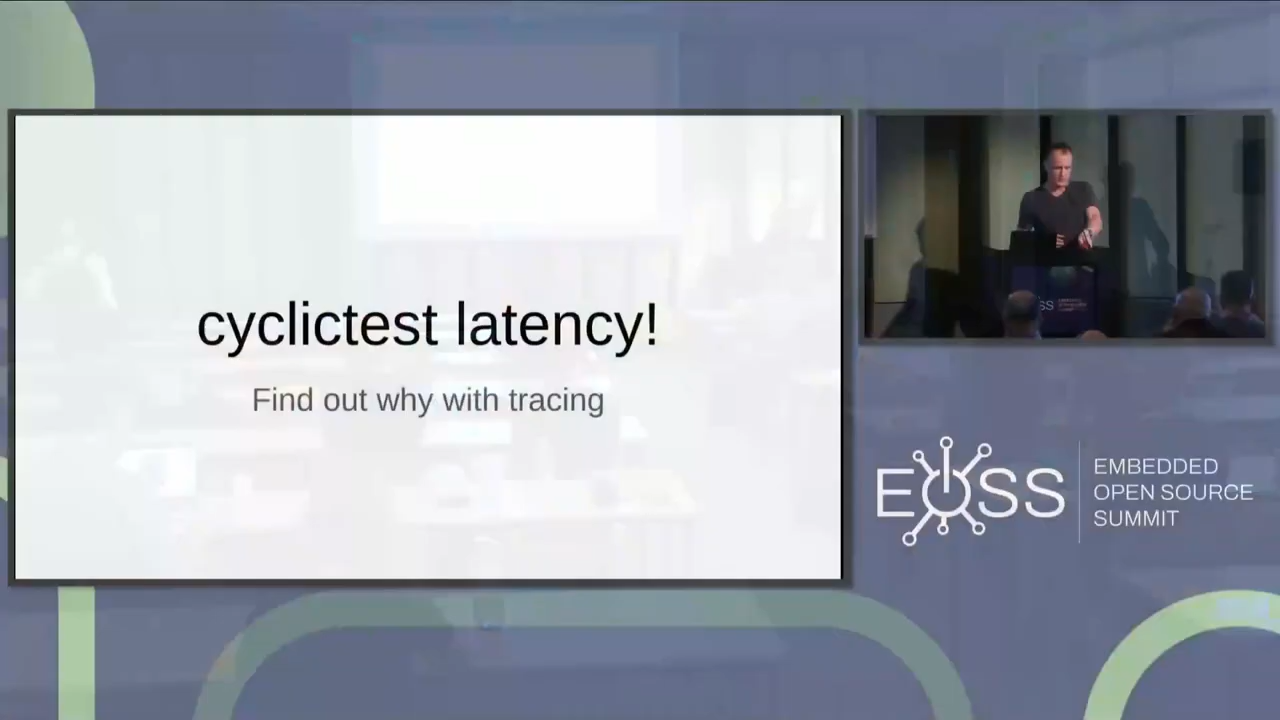 cyclictest latency!
Find out why with tracing
EOSS
EMBEDDED
OPEN SOURCE
SUMMIT